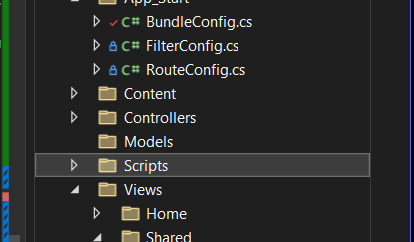 App_Start
C# BundleConfig.cs
C# FilterConfig.cs
C# RouteConfig.cs
Content
Controllers
Models
Scripts
Views
Home
Shared